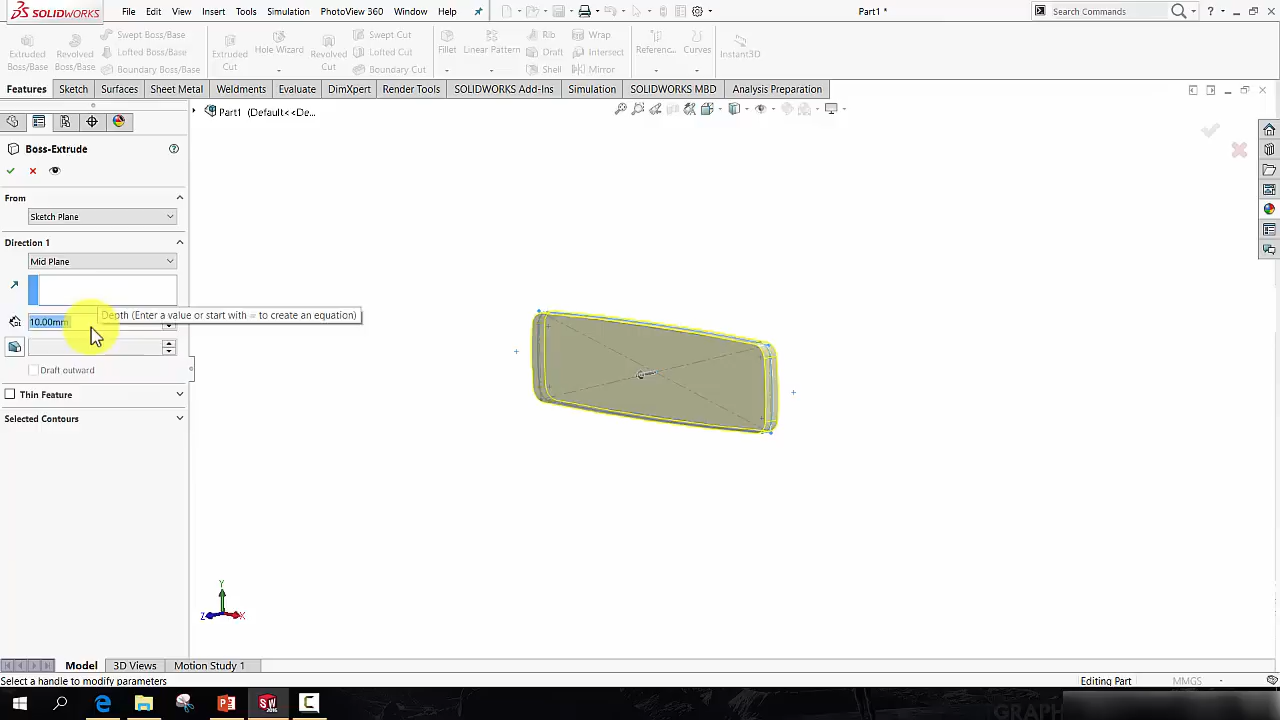 SOLIDWORKS File Edit View Insert Tools Simulation PhotoView 360 Window Help Part1 * Search Commands ?
Extruded Boss/Base Revolved Boss/Base Swept Boss/Base Lofted Boss/Base Boundary Boss/Base Extruded Cut Hole Wizard Revolved Cut Swept Cut Lofted Cut Boundary Cut Fillet Linear Pattern Rib Draft Shell Wrap Intersect Mirror Referenc... Curves Instant3D
Features Sketch Surfaces Sheet Metal Weldments Evaluate DimXpert Render Tools SOLIDWORKS Add-Ins Simulation SOLIDWORKS MBD Analysis Preparation
Part1 (Default<<De...
Boss-Extrude
From
Sketch Plane
Direction 1
Mid Plane
10.00mm
Depth (Enter a value or start with = to create an equation)
Draft outward
Thin Feature
Selected Contours
Y
Z X
Model 3D Views Motion Study 1
Select a handle to modify parameters Editing Part MMGS
GRAPH